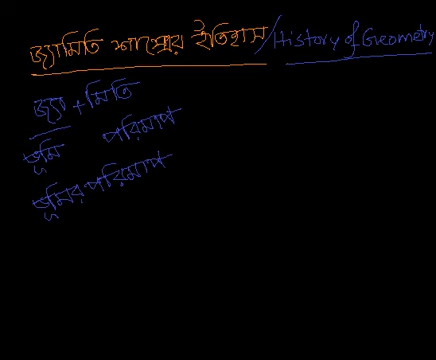 জ্যামিতি শাস্ত্রের ইতিহাস/History of Geometry
জ্যা + মিতি
ভূমি পরিমাপ
ভূমির পরিমাপ